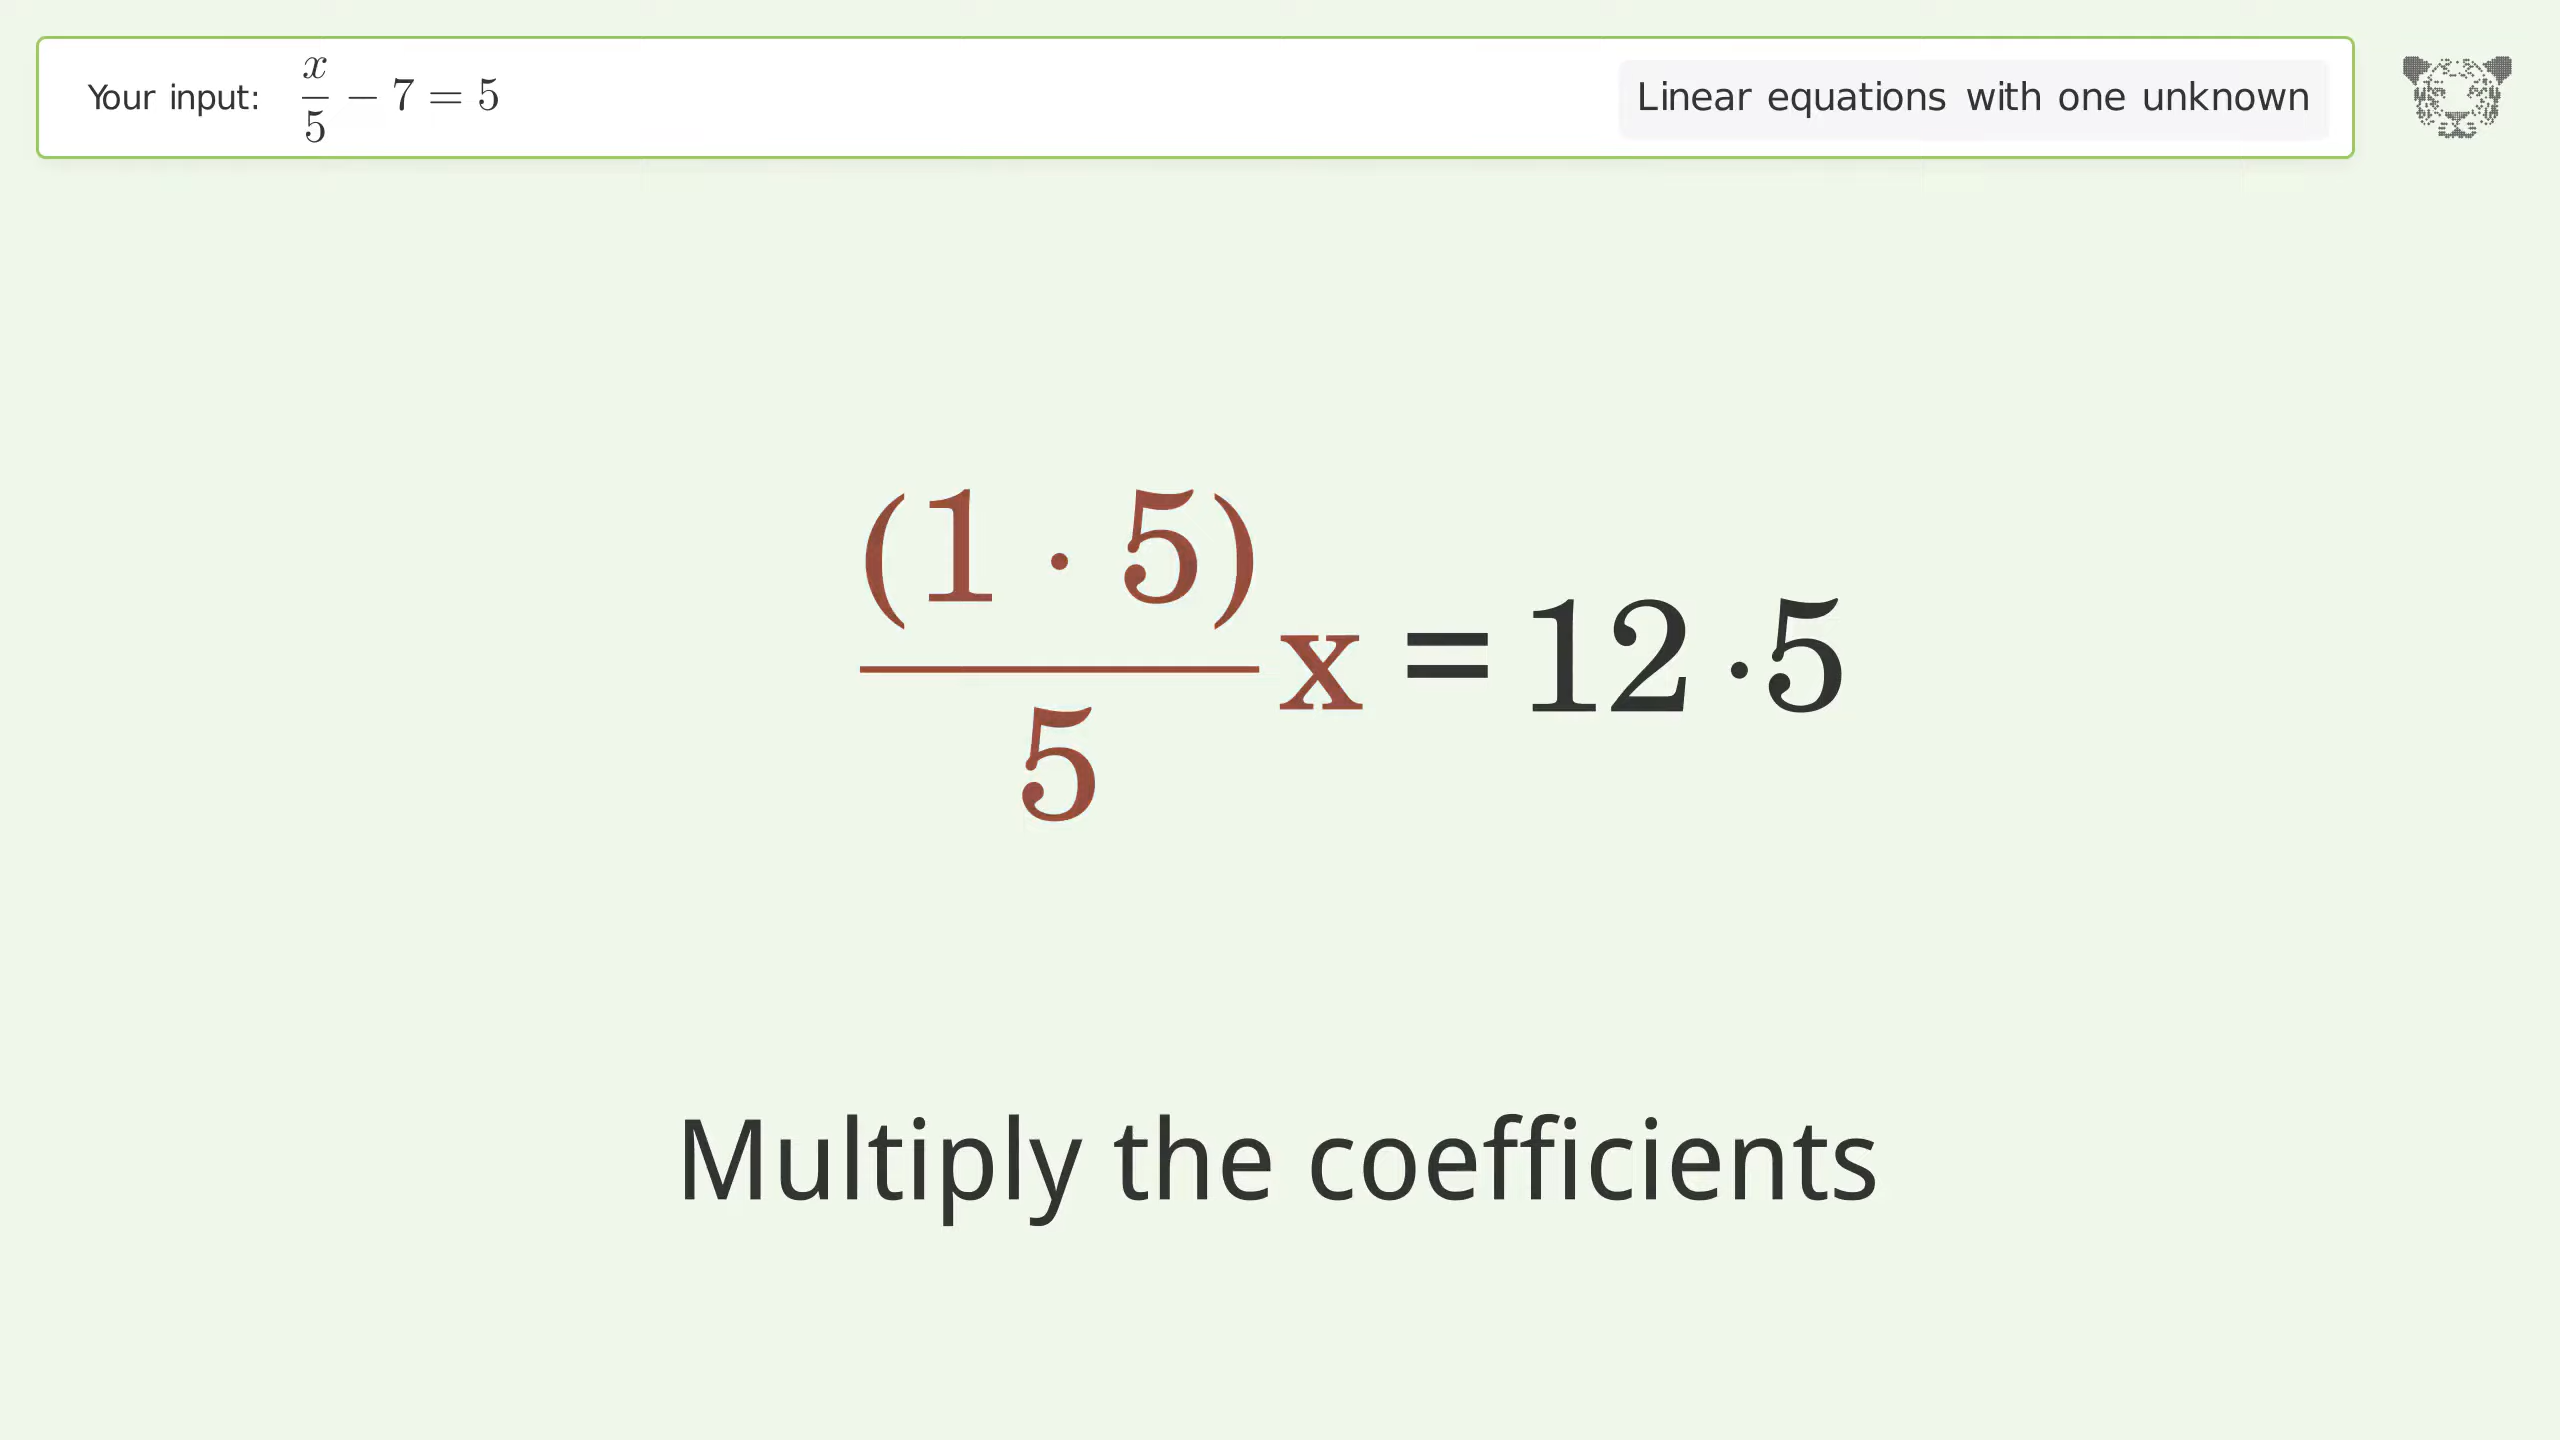 Your input: x/5 − 7 = 5
Linear equations with one unknown
(1 · 5)/5 x = 12 · 5
Multiply the coefficients